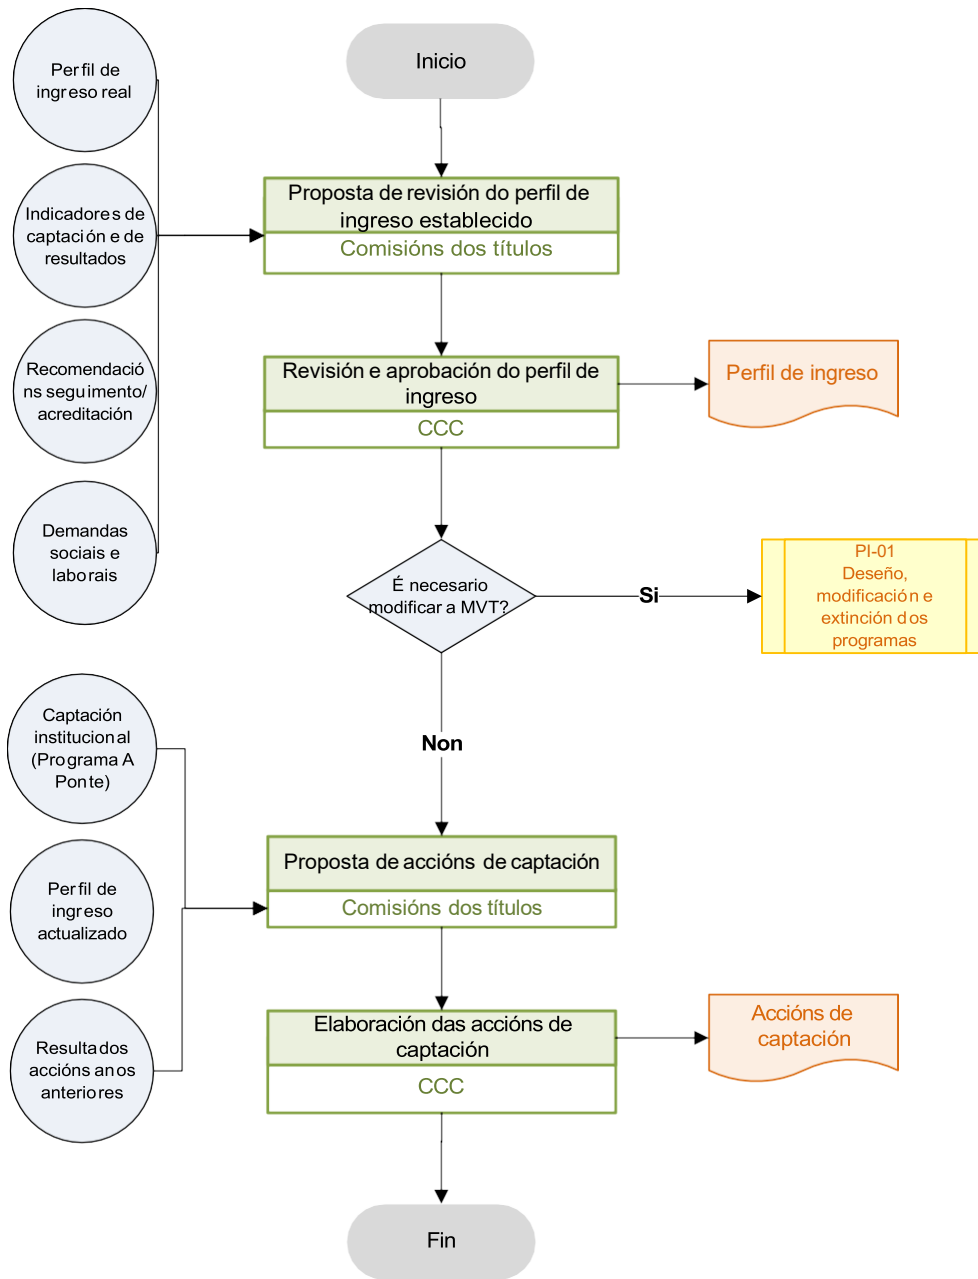 Inicio
Perfil de
ingreso real
Indicadores de
captación e de
resultados
Recomendació
ns seguimento/
acreditación
Demandas
sociais e
laborais
Proposta de revisión do perfil de
ingreso establecido
Comisións dos títulos
Revisión e aprobación do perfil de
ingreso
CCC
Perfil de ingreso
É necesario
modificar a MVT?
Si
PI-01
Deseño,
modificación e
extinción dos
programas
Non
Captación
institucional
(Programa A
Ponte)
Perfil de
ingreso
actualizado
Resultados
accións anos
anteriores
Proposta de accións de captación
Comisións dos títulos
Elaboración das accións de
captación
CCC
Accións de
captación
Fin